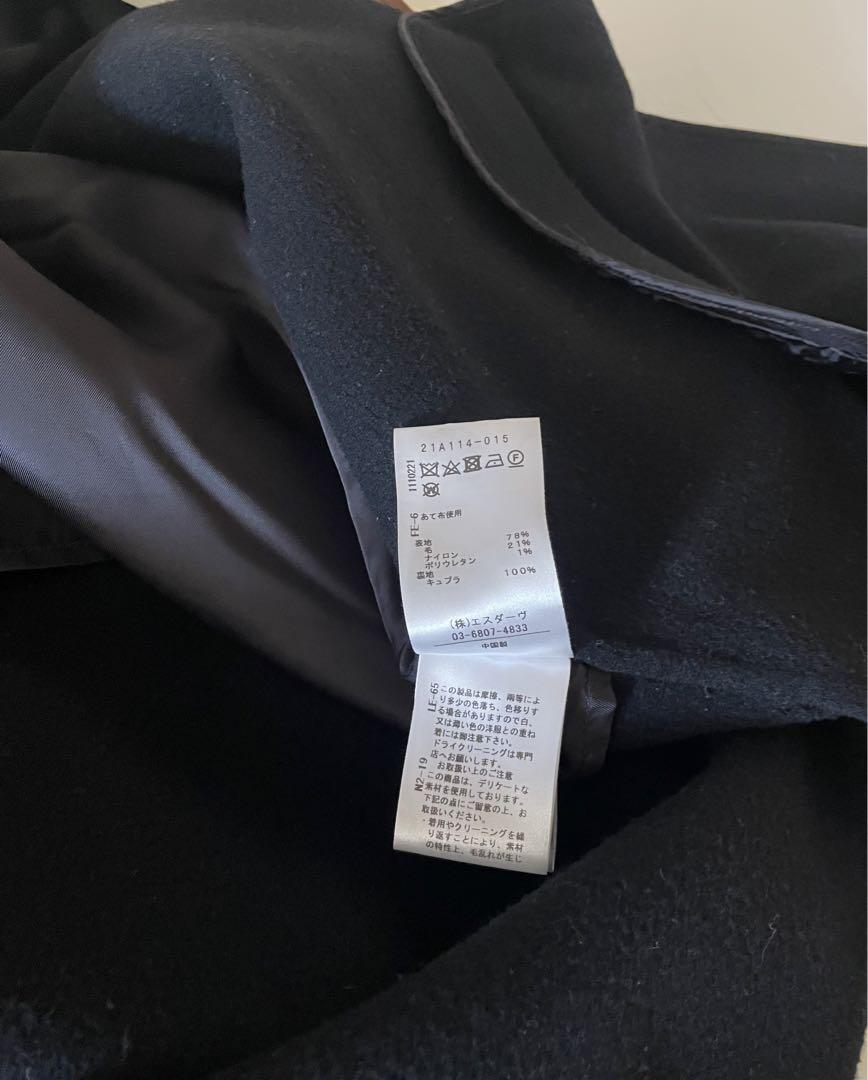 21A114-015
1110221
F
W
FE-6
あて布使用
表地
毛 78%
ナイロン 21%
ポリウレタン 1%
裏地
キュプラ 100%
(株)エスダーヴ
03-6807-4833
中国製
LE-65
この製品は摩擦、雨等によ
り多少の色落ち、色移りす
る場合がありますので白、
又は薄い色の洋服との重ね
着には御注意下さい。
ドライクリーニングは専門
店へお願いします。
N2-19
お取扱い上のご注意
この商品は、デリケートな
素材を使用しております。
下記の点にご留意の上、お
取扱いください。
・着用やクリーニングを繰
り返すことにより、素材
の特性上、毛乱れが生じ